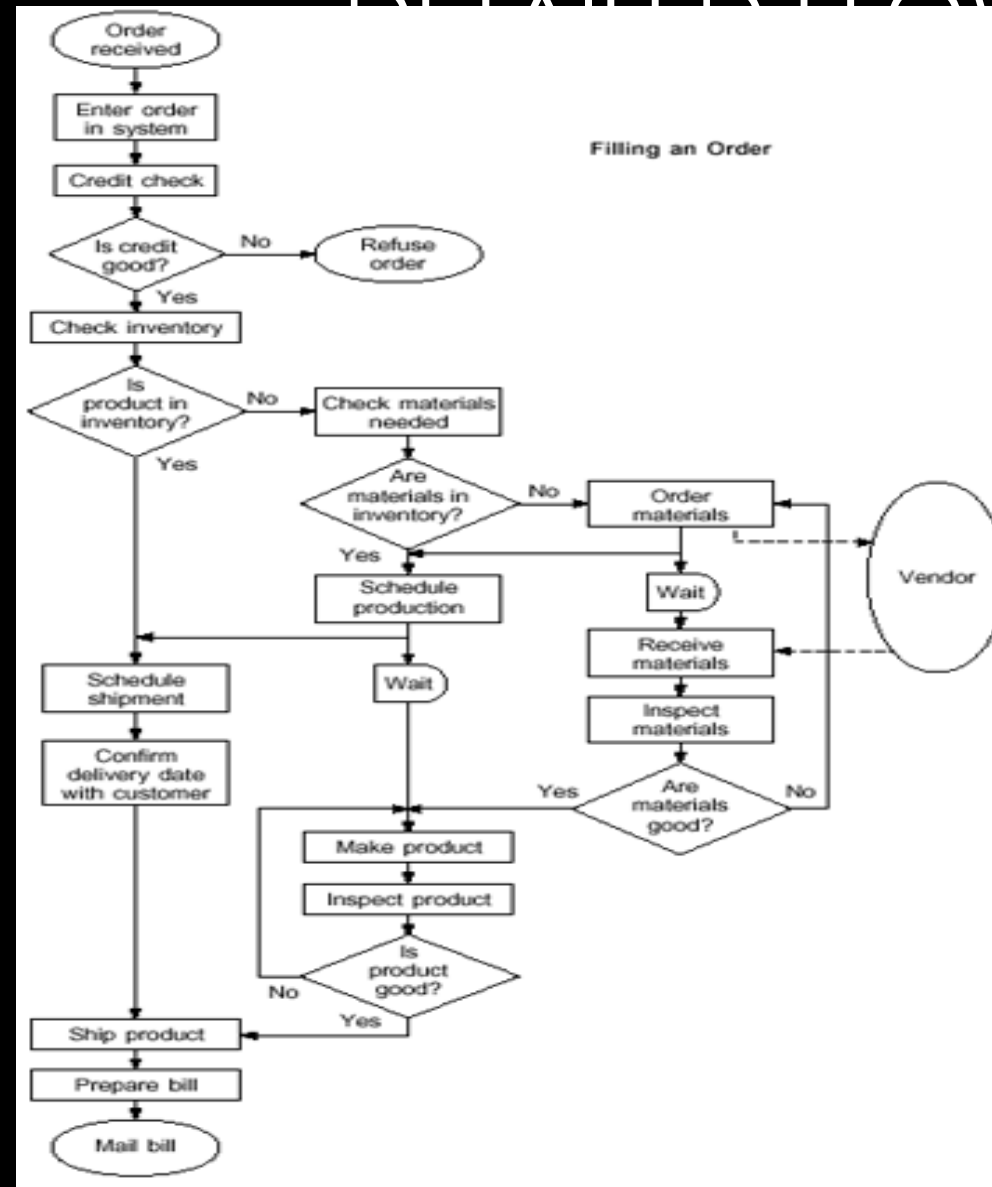 Order
received
Enter order
in system
Filling an Order
Credit check
Is credit
good?
No
Refuse
order
Yes
Check inventory
Is
product in
inventory?
No
Check materials
needed
Yes
Are
materials in
inventory?
No
Order
materials
Vendor
Yes
Schedule
production
Wait
Receive
materials
Schedule
shipment
Wait
Inspect
materials
Confirm
delivery date
with customer
Yes
Are
materials
good?
No
Make product
Inspect product
Is
product
good?
No
Yes
Ship product
Prepare bill
Mail bill